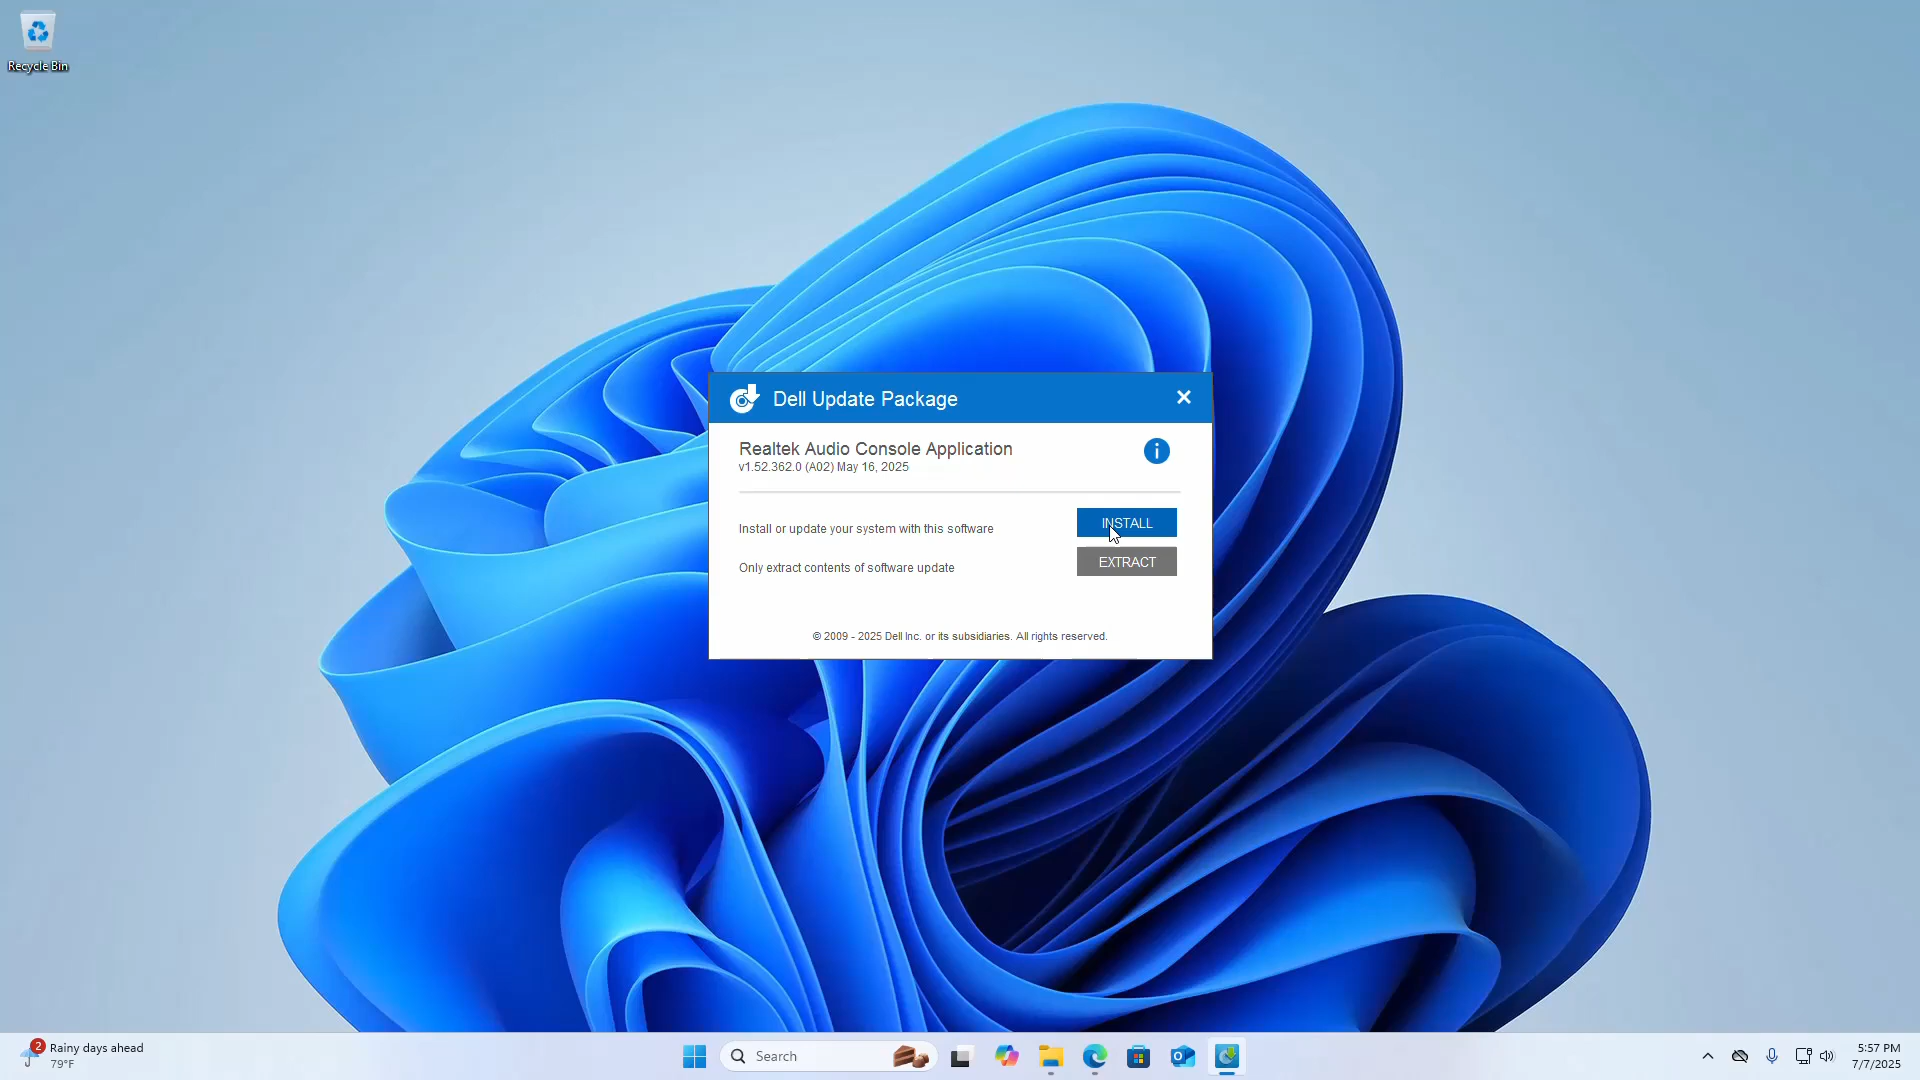 Recycle Bin
Dell Update Package
Realtek Audio Console Application
v1.52.362.0 (A02) May 16, 2025
Install or update your system with this software
INSTALL
Only extract contents of software update
EXTRACT
© 2009 - 2025 Dell Inc. or its subsidiaries. All rights reserved.
2
Rainy days ahead
79°F
Search
5:57 PM
7/7/2025